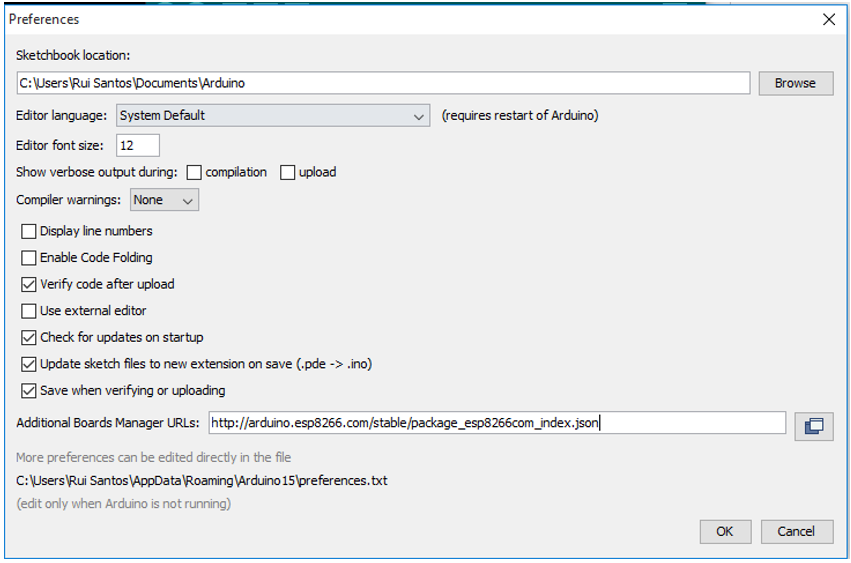 Preferences
Sketchbook location:
C:\Users\Rui Santos\Documents\Arduino Browse
Editor language: System Default (requires restart of Arduino)
Editor font size: 12
Show verbose output during: compilation upload
Compiler warnings: None
Display line numbers
Enable Code Folding
Verify code after upload
Use external editor
Check for updates on startup
Update sketch files to new extension on save (.pde -> .ino)
Save when verifying or uploading
Additional Boards Manager URLs: http://arduino.esp8266.com/stable/package_esp8266com_index.json
More preferences can be edited directly in the file
C:\Users\Rui Santos\AppData\Roaming\Arduino15\preferences.txt
(edit only when Arduino is not running)
OK Cancel